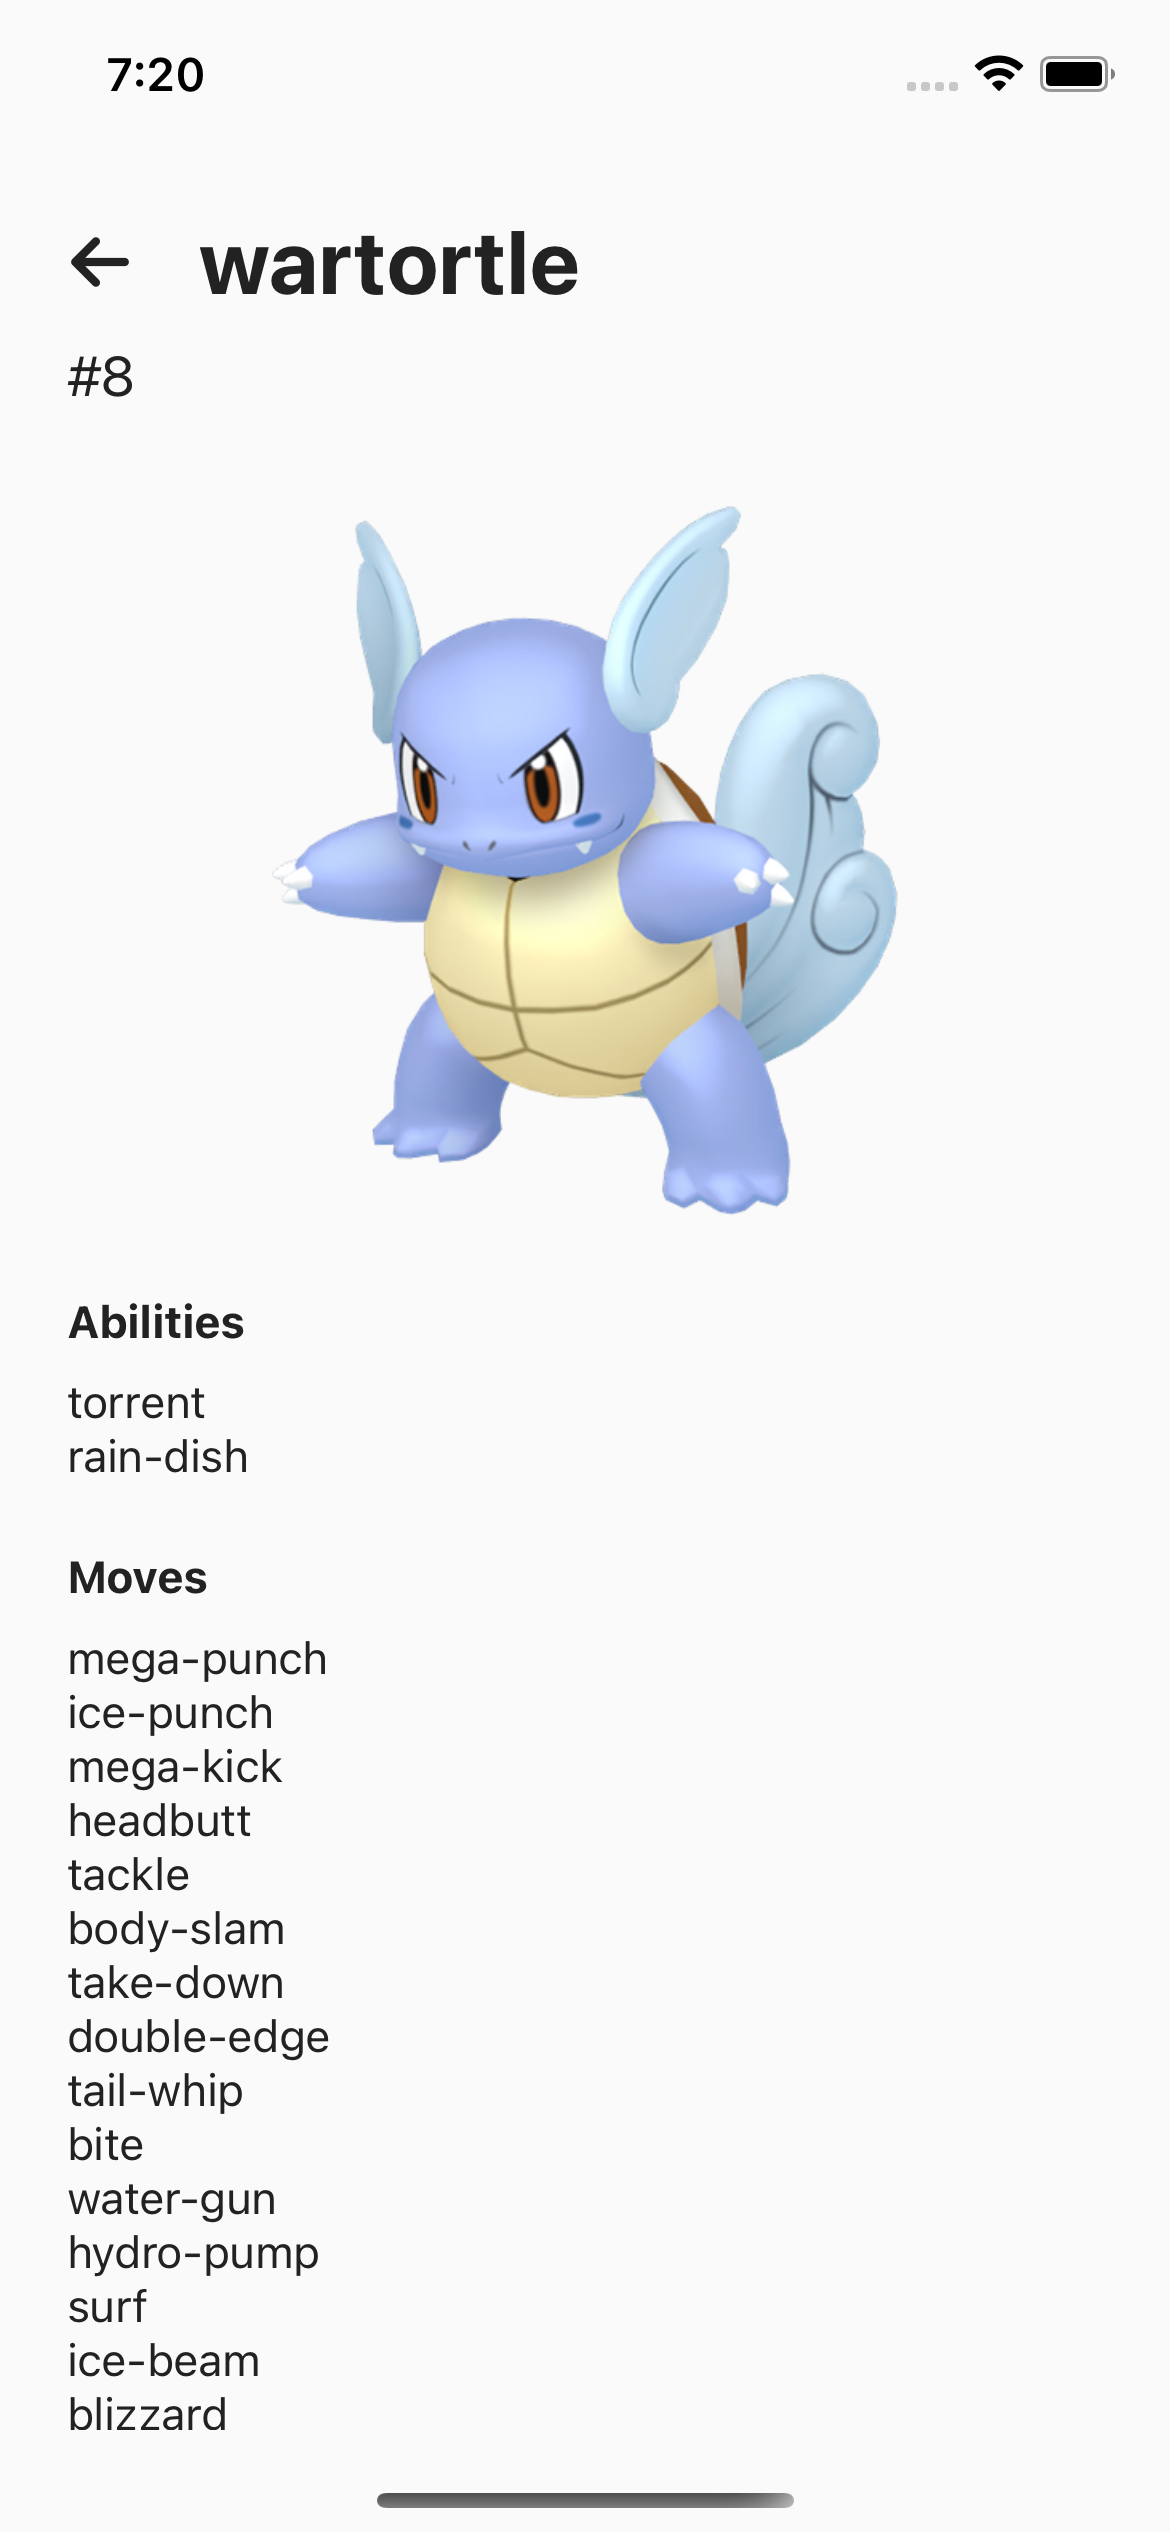 7:20
wartortle
#8
Abilities
torrent
rain-dish
Moves
mega-punch
ice-punch
mega-kick
headbutt
tackle
body-slam
take-down
double-edge
tail-whip
bite
water-gun
hydro-pump
surf
ice-beam
blizzard